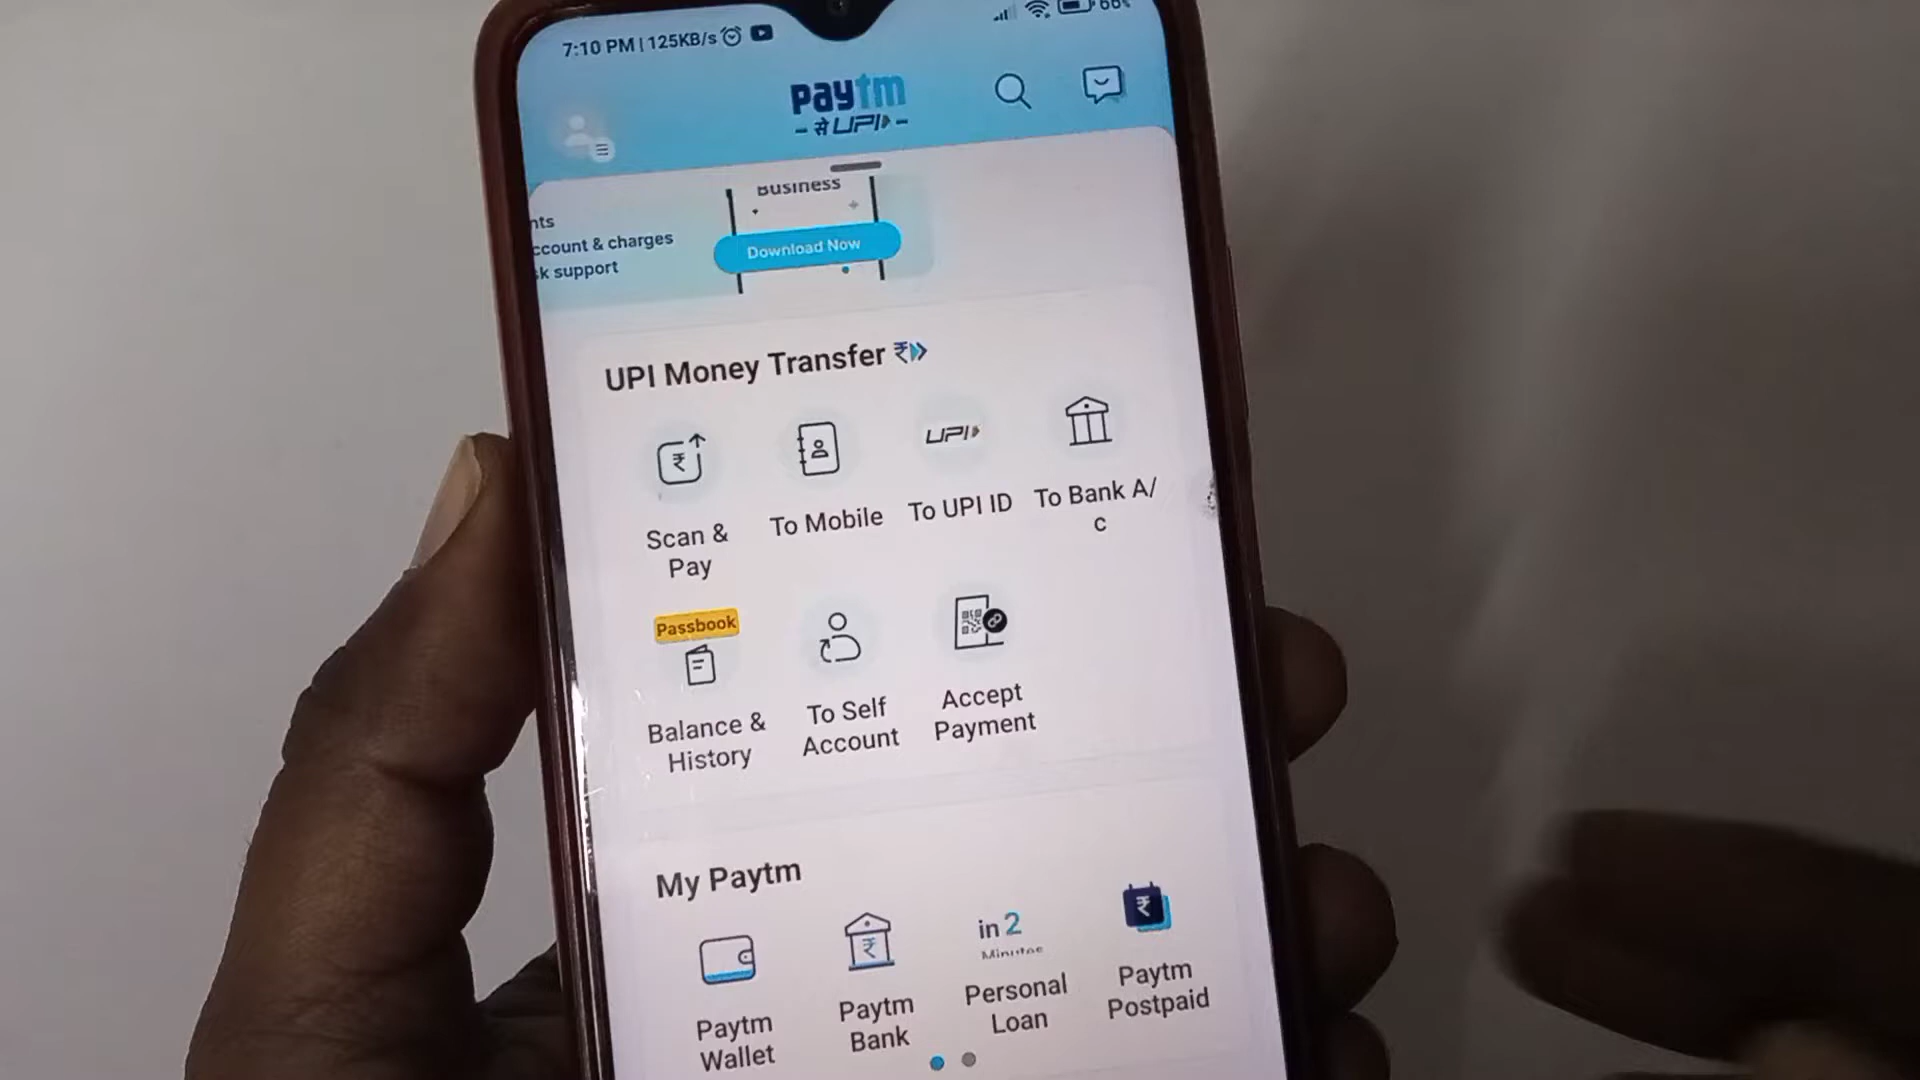 7:10 PM | 125KB/s
66%
paytm
से UPI
Business
nts
ccount & charges
k support
Download Now
UPI Money Transfer
UPI
Scan &
Pay
To Mobile
To UPI ID
To Bank A/
c
Passbook
Balance &
History
To Self
Account
Accept
Payment
My Paytm
in 2
Minutes
Paytm
Wallet
Paytm
Bank
Personal
Loan
Paytm
Postpaid